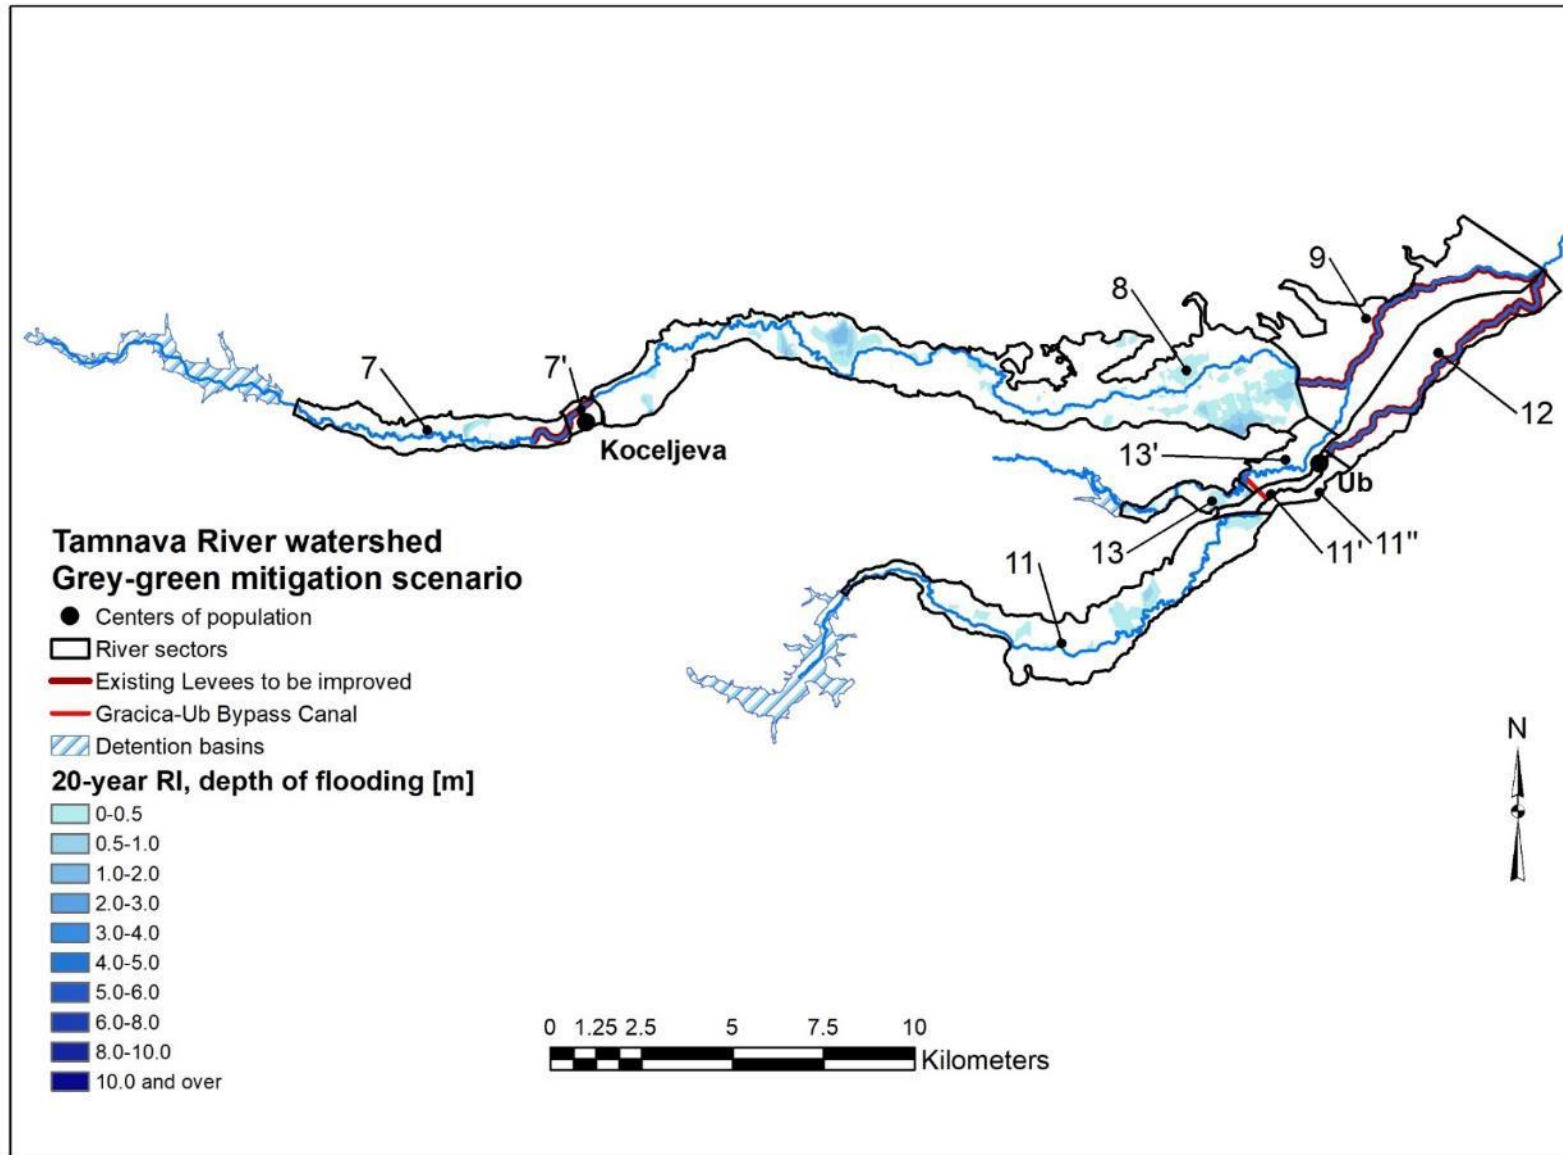 9
8
7
7'
12
Koceljeva
13'
Ub
13
11'
11"
11
Tamnava River watershed
Grey-green mitigation scenario
Centers of population
River sectors
Existing Levees to be improved
Gracica-Ub Bypass Canal
Detention basins
20-year RI, depth of flooding [m]
0-0.5
0.5-1.0
1.0-2.0
2.0-3.0
3.0-4.0
4.0-5.0
5.0-6.0
6.0-8.0
8.0-10.0
10.0 and over
N
0 1.25 2.5 5 7.5 10
Kilometers